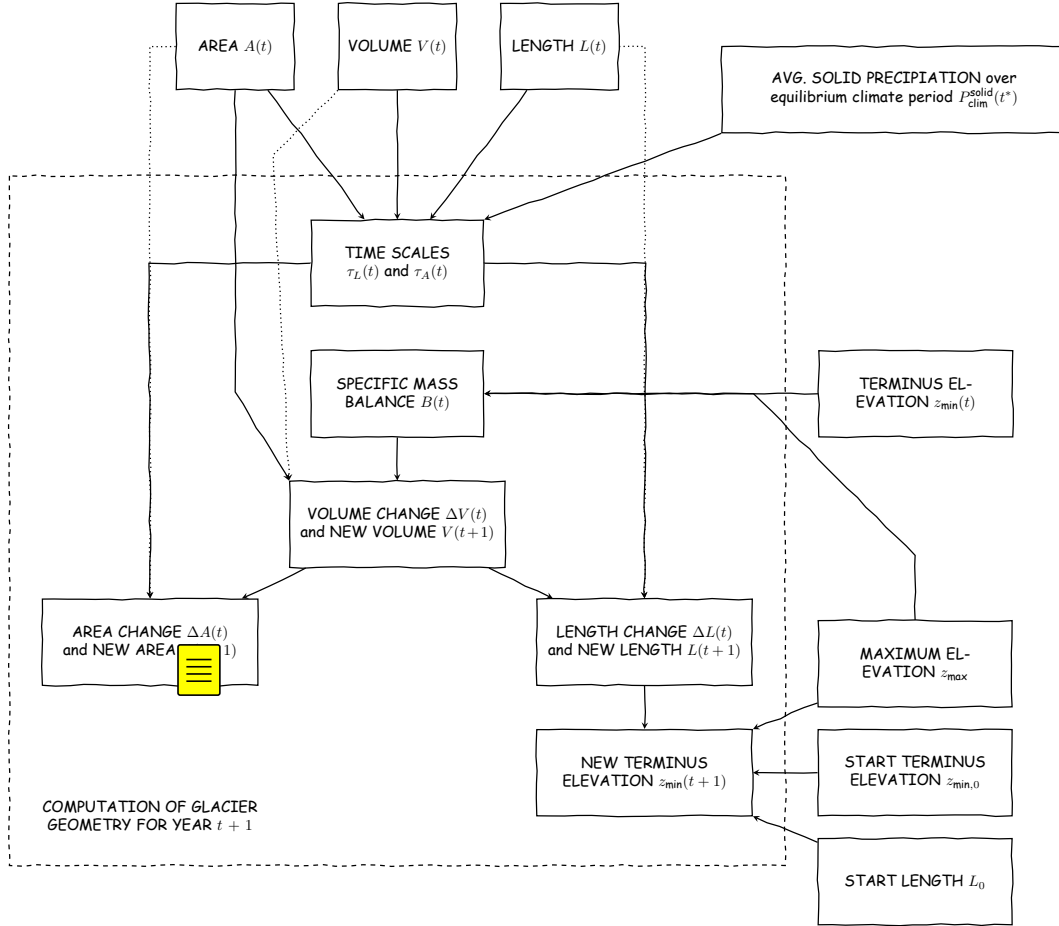 AREA A(t)
VOLUME V(t)
LENGTH L(t)
AVG. SOLID PRECIPIATION over
equilibrium climate period P^solid_clim(t*)
TIME SCALES
τ_L(t) and τ_A(t)
SPECIFIC MASS
BALANCE B(t)
TERMINUS EL-
EVATION z_min(t)
VOLUME CHANGE ΔV(t)
and NEW VOLUME V(t+1)
AREA CHANGE ΔA(t)
and NEW AREA 1)
LENGTH CHANGE ΔL(t)
and NEW LENGTH L(t+1)
MAXIMUM EL-
EVATION z_max
NEW TERMINUS
ELEVATION z_min(t+1)
START TERMINUS
ELEVATION z_min,0
COMPUTATION OF GLACIER
GEOMETRY FOR YEAR t + 1
START LENGTH L_0